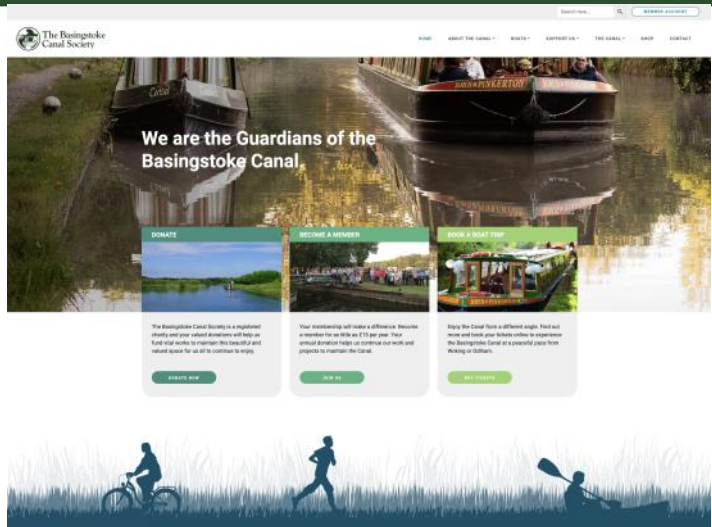 Search here...
MEMBER ACCOUNT
The Basingstoke
Canal Society
HOME ABOUT THE CANAL BOATS SUPPORT US THE CANAL SHOP CONTACT
JOHN PINKERTON
We are the Guardians of the
Basingstoke Canal.
DONATE
The Basingstoke Canal Society is a registered
charity and your valued donations will help us
fund vital works to maintain this beautiful and
valued space for us all to continue to enjoy.
DONATE NOW
BECOME A MEMBER
Your membership will make a difference. Become
a member for as little as £15 per year. Your
annual donation helps us continue our work and
projects to maintain the Canal.
JOIN US
BOOK A BOAT TRIP
Enjoy the Canal from a different angle. Find out
more and book your tickets online to experience
the Basingstoke Canal at a peaceful pace from
Woking or Odiham.
BUY TICKETS